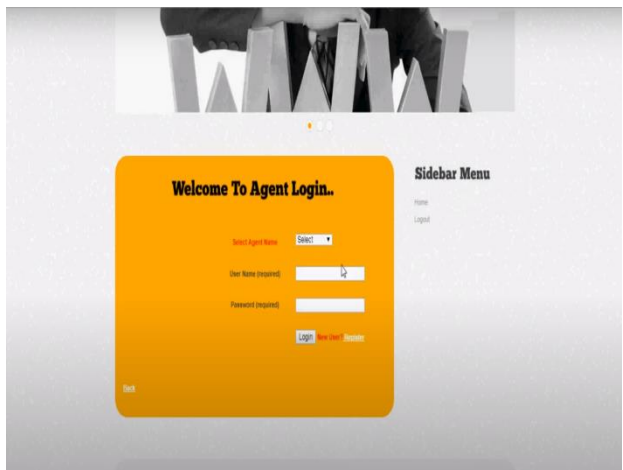 Welcome To Agent Login..
Select Agent Name
Select
User Name (required)
Password (required)
Login New User? Register
Back
Sidebar Menu
Home
Logout